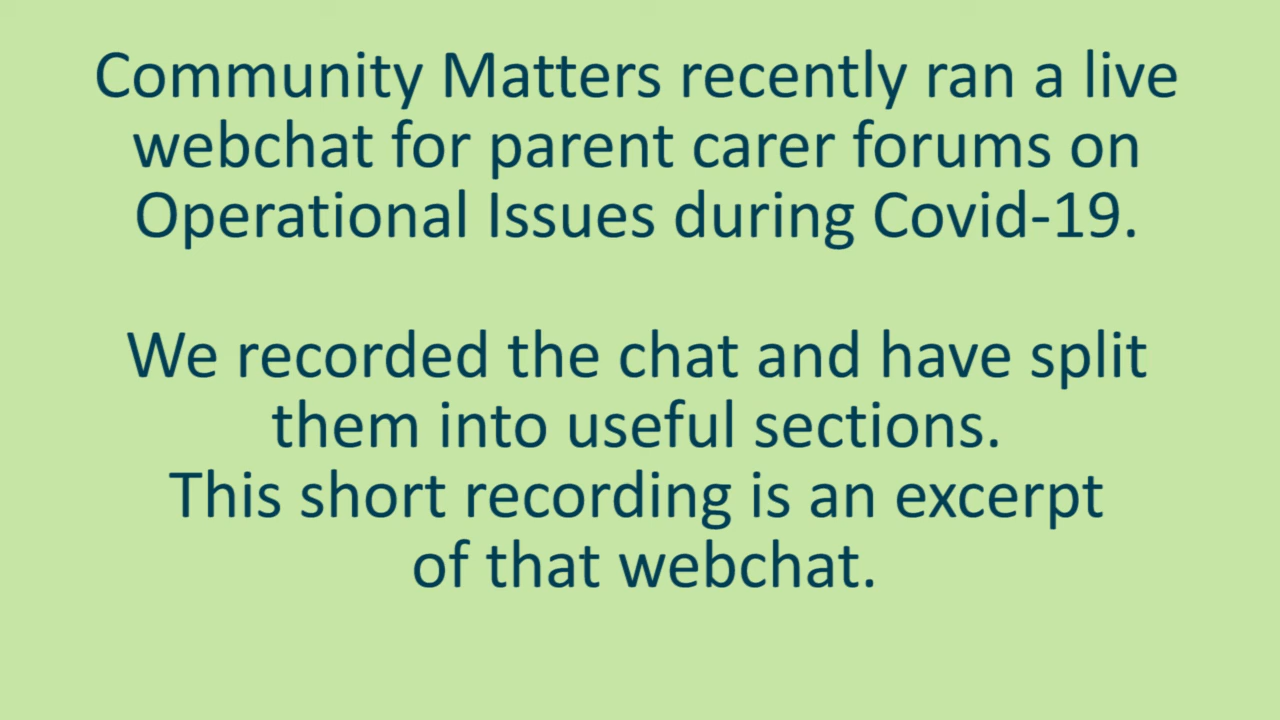 Community Matters recently ran a live
webchat for parent carer forums on
Operational Issues during Covid-19.
We recorded the chat and have split
them into useful sections.
This short recording is an excerpt
of that webchat.